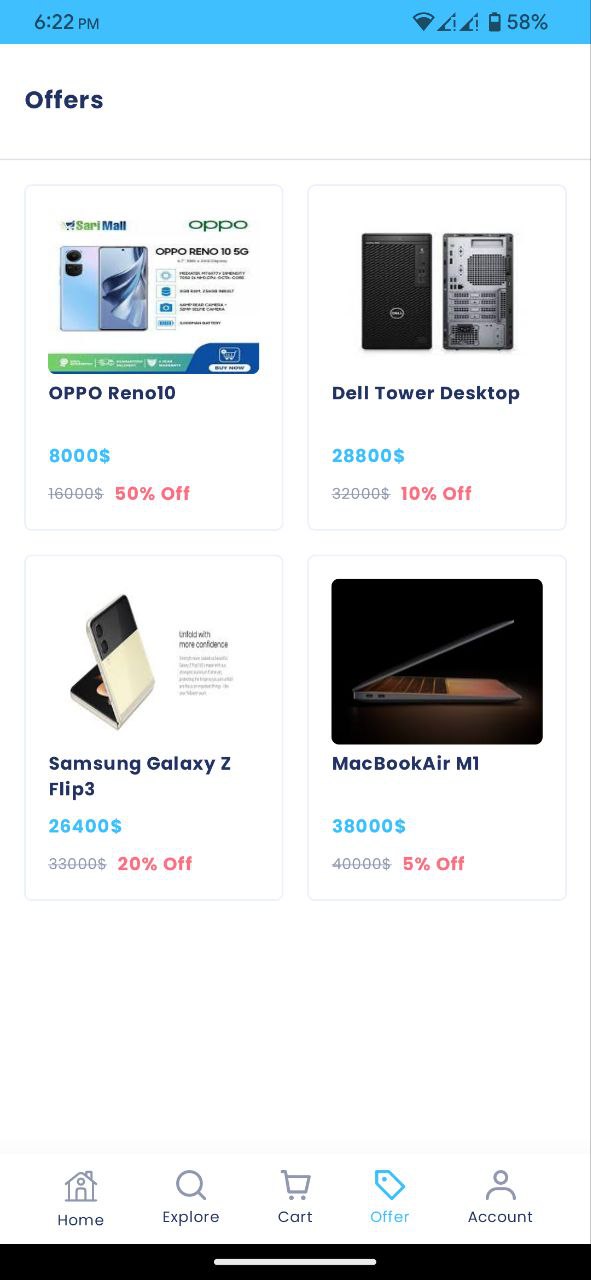 6:22 PM
58%
Offers
Sari Mall
oppo
OPPO RENO 10 5G
BUY NOW
OPPO Reno10
8000$
16000$ 50% Off
DELL
Dell Tower Desktop
28800$
32000$ 10% Off
Unfold with
more confidence
Samsung Galaxy Z
Flip3
26400$
33000$ 20% Off
MacBookAir M1
38000$
40000$ 5% Off
Home
Explore
Cart
Offer
Account